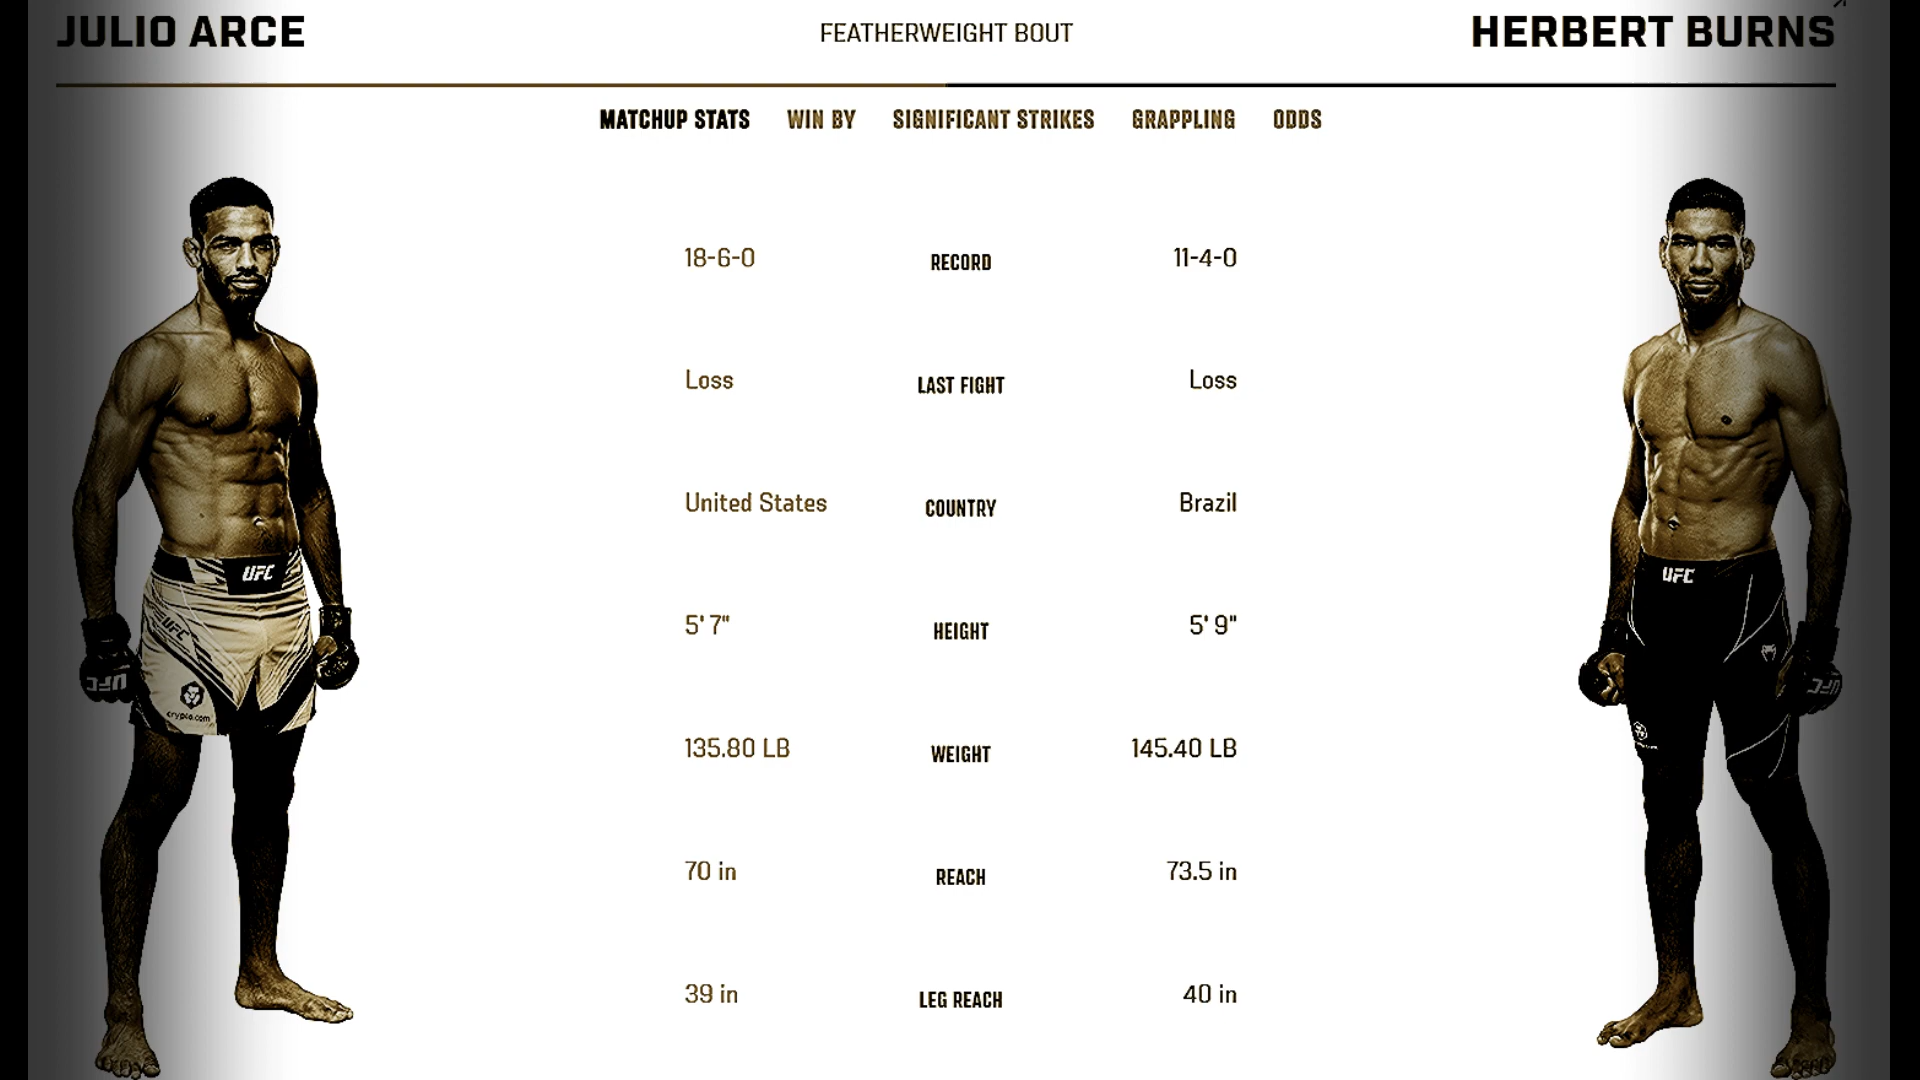 JULIO ARCE
FEATHERWEIGHT BOUT
HERBERT BURNS
MATCHUP STATS WIN BY SIGNIFICANT STRIKES GRAPPLING ODDS
18-6-0 RECORD 11-4-0
Loss LAST FIGHT Loss
United States COUNTRY Brazil
5' 7" HEIGHT 5' 9"
135.80 LB WEIGHT 145.40 LB
70 in REACH 73.5 in
39 in LEG REACH 40 in
UFC
UFC
UFC
crypto.com
UFC
UFC